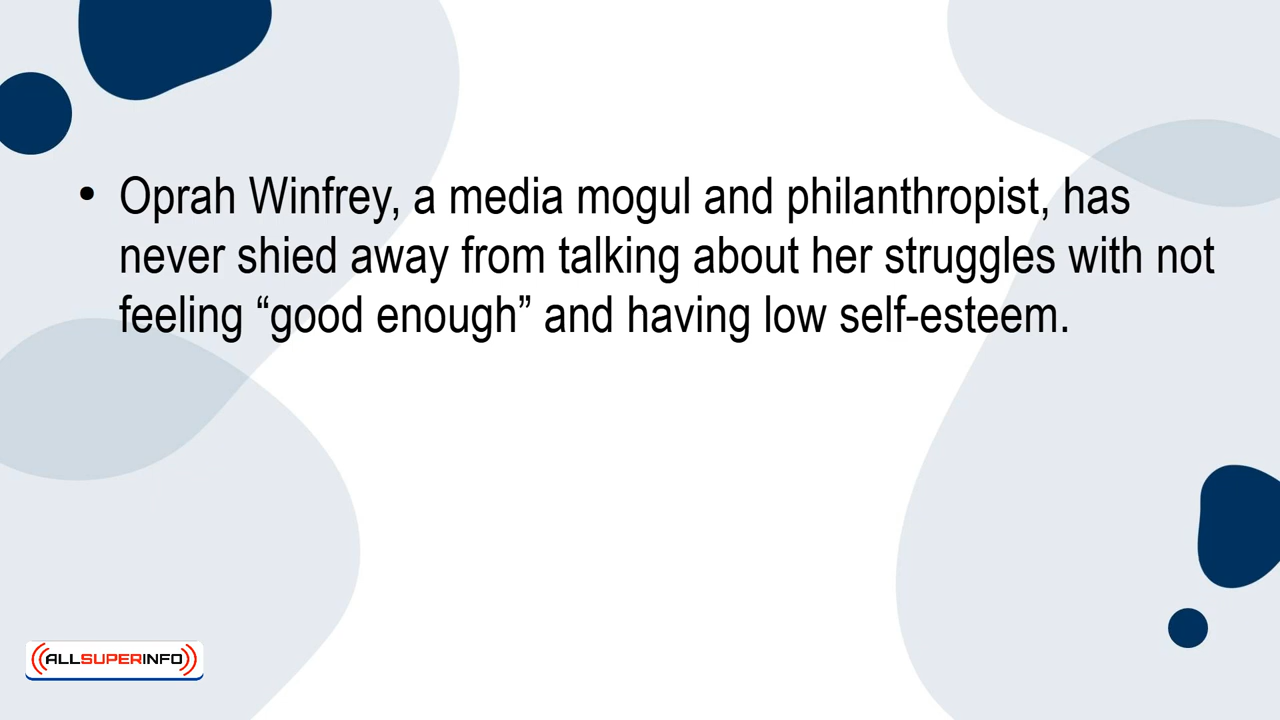 • Oprah Winfrey, a media mogul and philanthropist, has
never shied away from talking about her struggles with not
feeling “good enough” and having low self-esteem.
ALLSUPERINFO